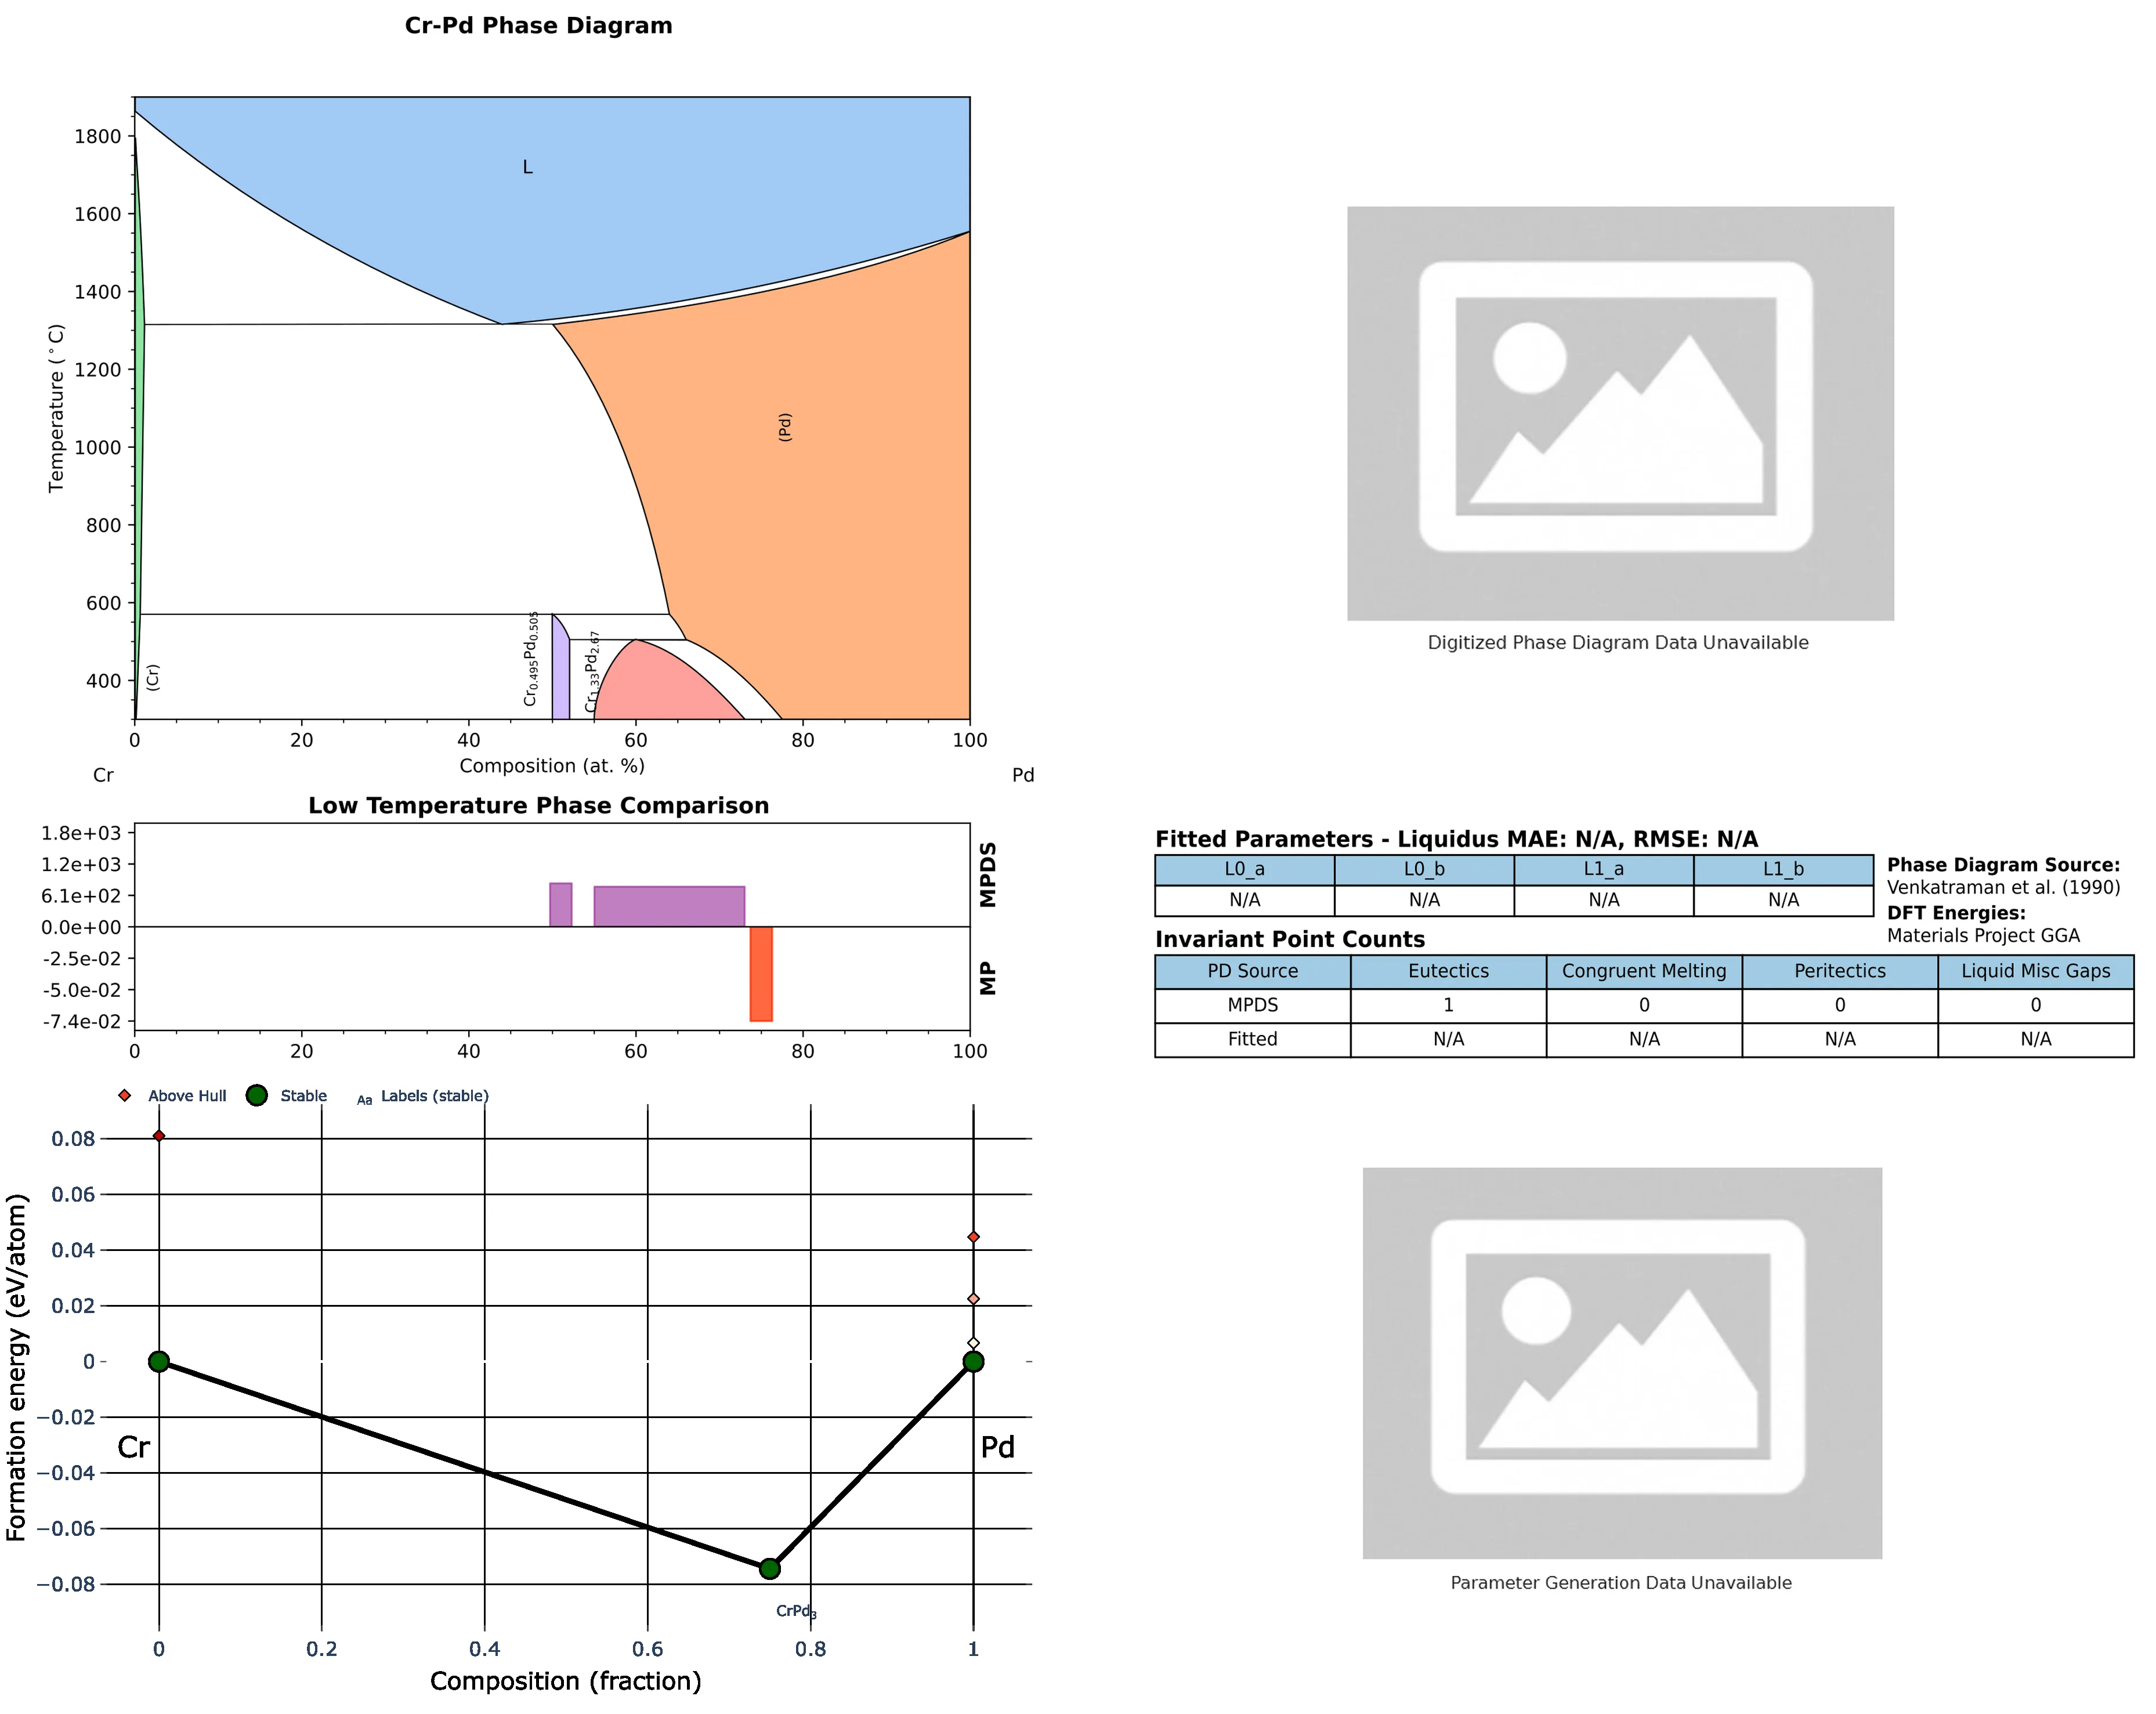 Cr-Pd Phase Diagram
1800
1600
1400
1200
1000
800
600
400
Temperature (°C)
L
(Pd)
(Cr)
Cr0.495Pd0.505
Cr1.33Pd2.67
0 20 40 60 80 100
Composition (at. %)
Cr Pd
Digitized Phase Diagram Data Unavailable
Low Temperature Phase Comparison
1.8e+03
1.2e+03
6.1e+02
0.0e+00
-2.5e-02
-5.0e-02
-7.4e-02
MPDS
MP
0 20 40 60 80 100
Fitted Parameters - Liquidus MAE: N/A, RMSE: N/A
L0_a L0_b L1_a L1_b
N/A N/A N/A N/A
Phase Diagram Source:
Venkatraman et al. (1990)
DFT Energies:
Materials Project GGA
Invariant Point Counts
PD Source Eutectics Congruent Melting Peritectics Liquid Misc Gaps
MPDS 1 0 0 0
Fitted N/A N/A N/A N/A
Above Hull Stable Aa Labels (stable)
0.08
0.06
0.04
0.02
0
−0.02
−0.04
−0.06
−0.08
Formation energy (eV/atom)
Cr Pd
CrPd3
0 0.2 0.4 0.6 0.8 1
Composition (fraction)
Parameter Generation Data Unavailable